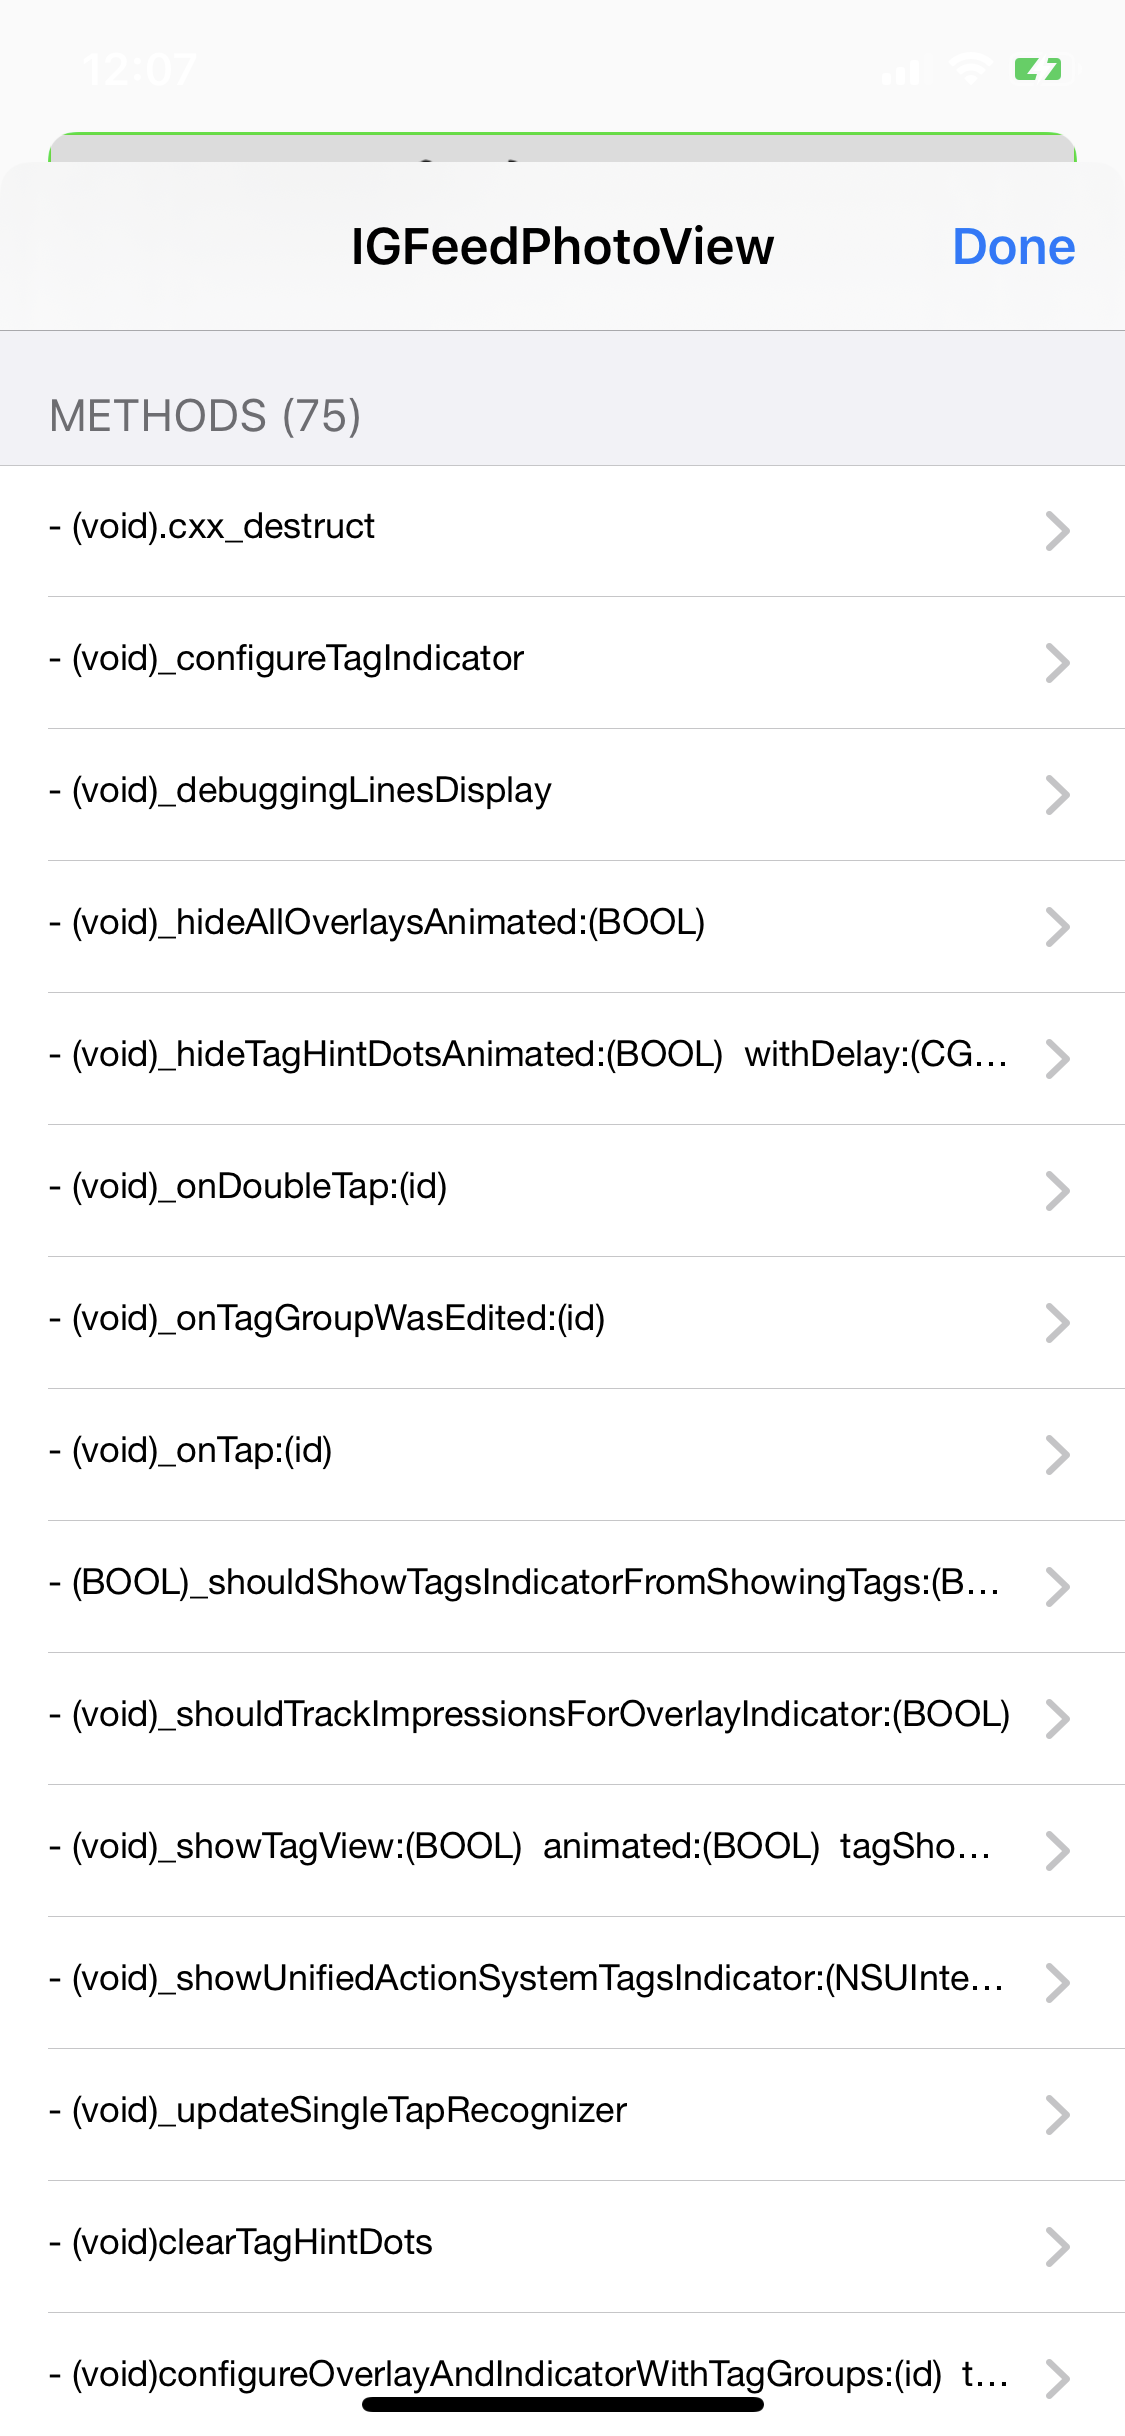 12:07
IGFeedPhotoView
Done
METHODS (75)
- (void).cxx_destruct
- (void)_configureTagIndicator
- (void)_debuggingLinesDisplay
- (void)_hideAllOverlaysAnimated:(BOOL)
- (void)_hideTagHintDotsAnimated:(BOOL)  withDelay:(CG...
- (void)_onDoubleTap:(id)
- (void)_onTagGroupWasEdited:(id)
- (void)_onTap:(id)
- (BOOL)_shouldShowTagsIndicatorFromShowingTags:(B...
- (void)_shouldTrackImpressionsForOverlayIndicator:(BOOL)
- (void)_showTagView:(BOOL)  animated:(BOOL)  tagSho...
- (void)_showUnifiedActionSystemTagsIndicator:(NSUInte...
- (void)_updateSingleTapRecognizer
- (void)clearTagHintDots
- (void)configureOverlayAndIndicatorWithTagGroups:(id)  t...